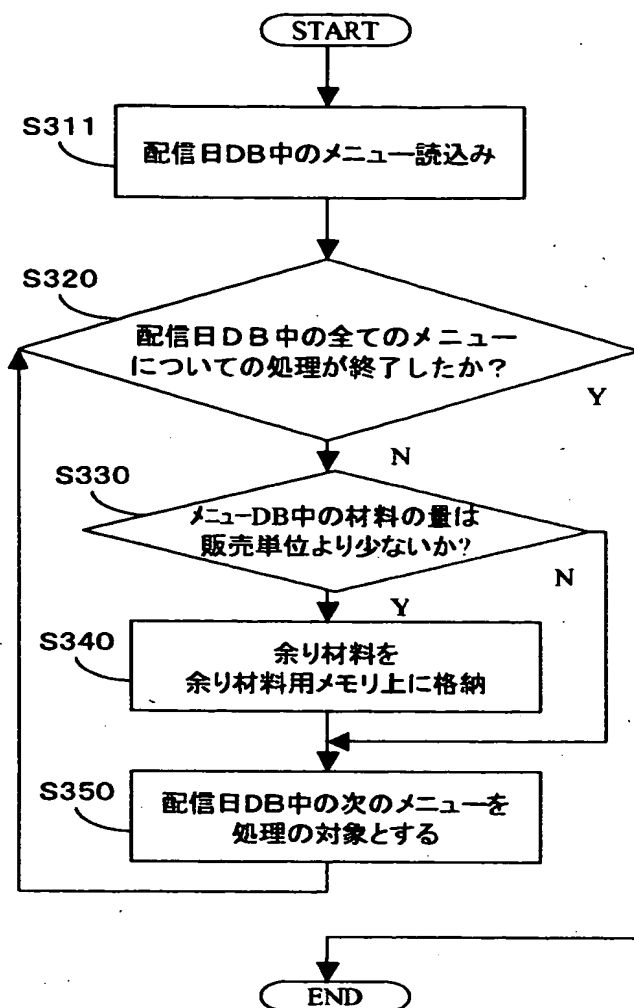 START
S311
配信日DB中のメニュー読込み
S320
配信日DB中の全てのメニュー
についての処理が終了したか？
Y
N
S330
メニューDB中の材料の量は
販売単位より少ないか?
N
Y
S340
余り材料を
余り材料用メモリ上に格納
S350
配信日DB中の次のメニューを
処理の対象とする
END